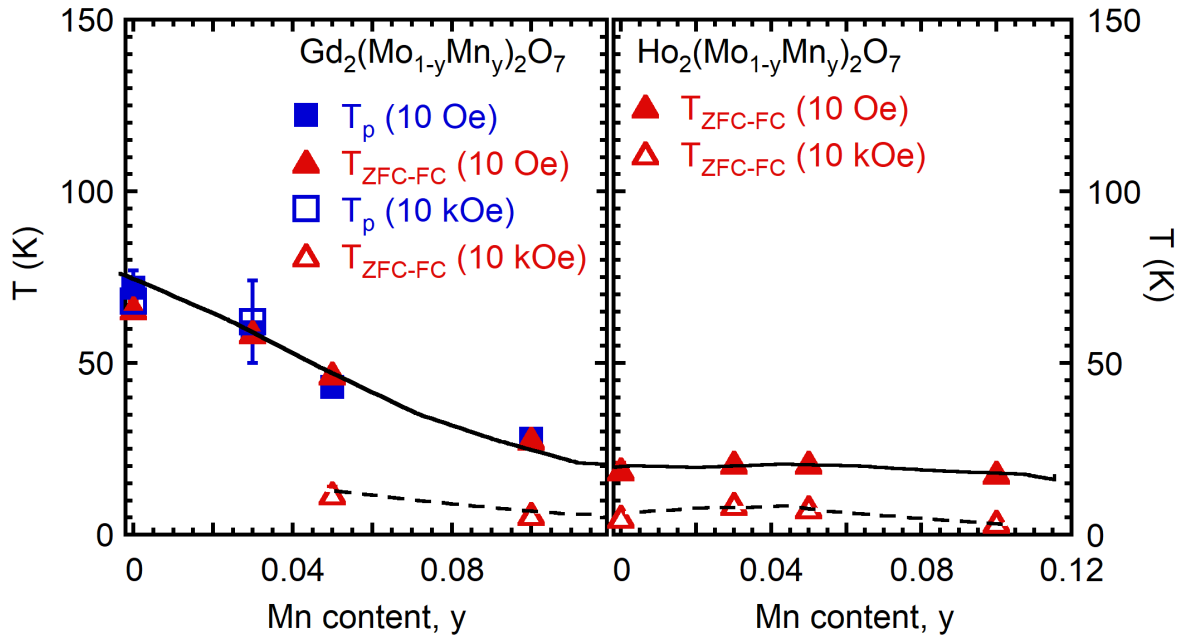 150
100
50
0
T (K)
Gd2(Mo1-yMny)2O7
Tp (10 Oe)
TZFC-FC (10 Oe)
Tp (10 kOe)
TZFC-FC (10 kOe)
0
0.04
0.08
Mn content, y
Ho2(Mo1-yMny)2O7
TZFC-FC (10 Oe)
TZFC-FC (10 kOe)
150
100
50
0
T (K)
0
0.04
0.08
0.12
Mn content, y